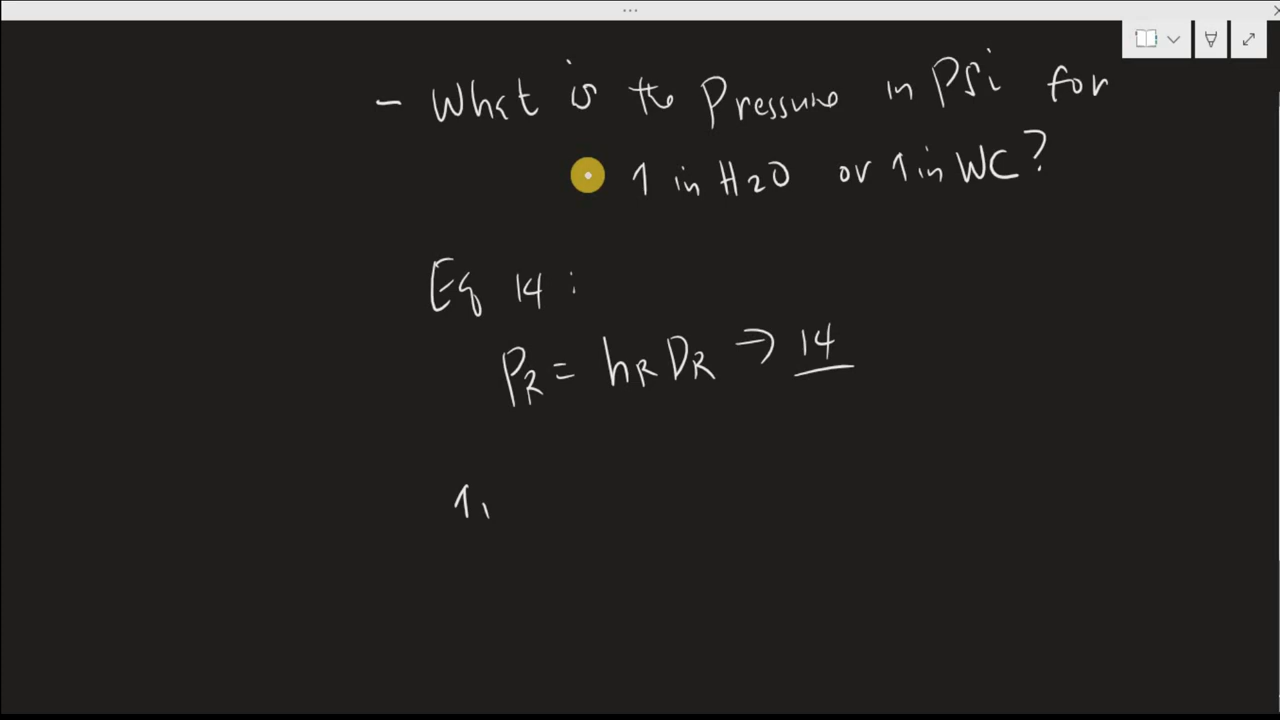 - What is the Pressure in PSi for
1 in H2O or 1 in WC?
Eq 14 :
PR = hR DR → 14
1